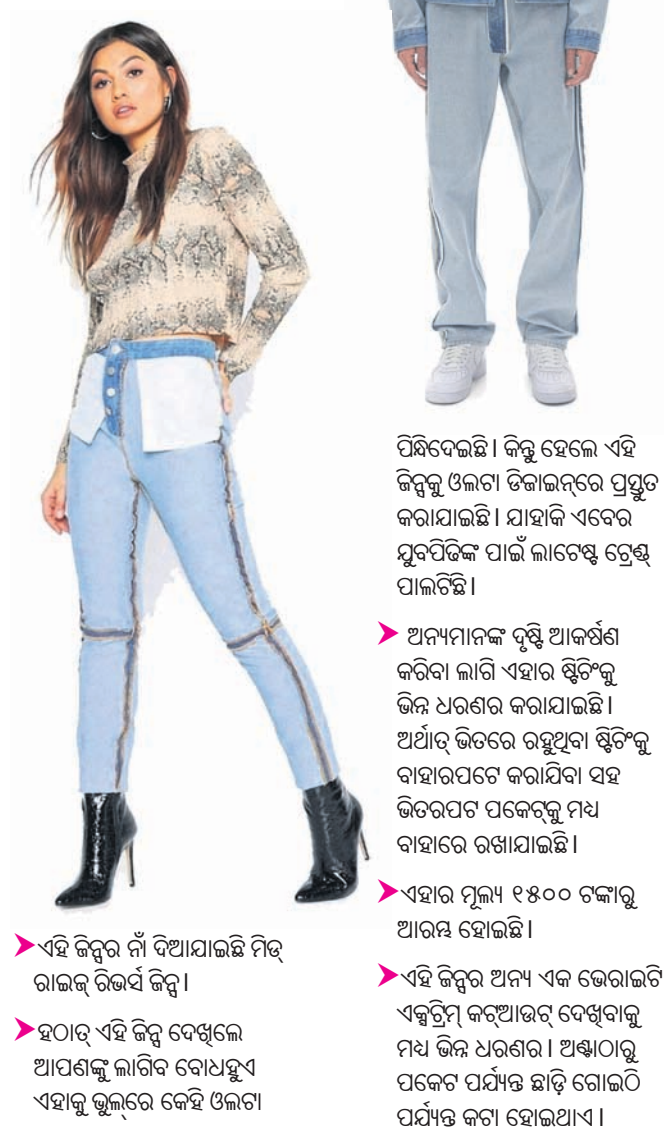 ➤ଏହି ଜିନ୍ସର ନାଁ ଦିଆଯାଇଛି ମିଡ୍
ରାଇଜ୍ ରିଭର୍ସ ଜିନ୍ସ।
➤ହଠାତ୍ ଏହି ଜିନ୍ସ ଦେଖିଲେ
ଆପଣଙ୍କୁ ଲାଗିବ ବୋଧହୁଏ
ଏହାକୁ ଭୁଲ୍‌ରେ କେହି ଓଲଟା
ପିନ୍ଧିଦେଇଛି। କିନ୍ତୁ ହେଲେ ଏହି
ଜିନ୍ସକୁ ଓଲଟା ଡିଜାଇନ୍‌ରେ ପ୍ରସ୍ତୁତ
କରାଯାଇଛି। ଯାହାକି ଏବେର
ଯୁବପିଢିଙ୍କ ପାଇଁ ଲାଟେଷ୍ଟ ଟ୍ରେଣ୍ଡ୍
ପାଲଟିଛି।
➤ ଅନ୍ୟମାନଙ୍କ ଦୃଷ୍ଟି ଆକର୍ଷଣ
କରିବା ଲାଗି ଏହାର ଷ୍ଟିଚିଂକୁ
ଭିନ୍ନ ଧରଣର କରାଯାଇଛି।
ଅର୍ଥାତ୍ ଭିତରେ ରହୁଥିବା ଷ୍ଟିଚିଂକୁ
ବାହାରପଟେ କରାଯିବା ସହ
ଭିତରପଟ ପକେଟ୍‌କୁ ମଧ୍ୟ
ବାହାରେ ରଖାଯାଇଛି।
➤ଏହାର ମୂଲ୍ୟ ୧୫୦୦ ଟଙ୍କାରୁ
ଆରମ୍ଭ ହୋଇଛି।
➤ଏହି ଜିନ୍ସର ଅନ୍ୟ ଏକ ଭେରାଇଟି
ଏକ୍ସଟ୍ରିମ୍ କଟ୍‌ଆଉଟ୍ ଦେଖିବାକୁ
ମଧ୍ୟ ଭିନ୍ନ ଧରଣର। ଅଣ୍ଟାଠାରୁ
ପକେଟ ପର୍ଯ୍ୟନ୍ତ ଛାଡ଼ି ଗୋଇଠି
ପର୍ଯ୍ୟନ୍ତ କଟା ହୋଇଥାଏ।